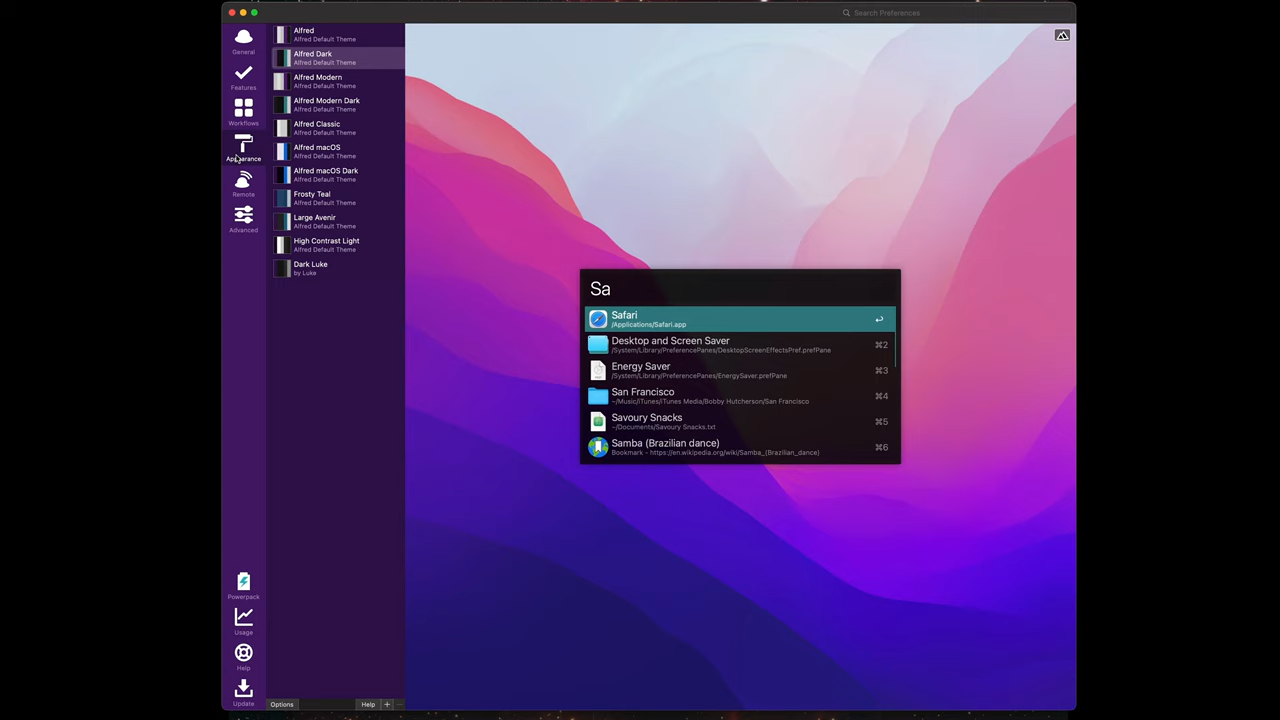 Search Preferences
General
Features
Workflows
Appearance
Remote
Advanced
Powerpack
Usage
Help
Update
Alfred
Alfred Default Theme
Alfred Dark
Alfred Default Theme
Alfred Modern
Alfred Default Theme
Alfred Modern Dark
Alfred Default Theme
Alfred Classic
Alfred Default Theme
Alfred macOS
Alfred Default Theme
Alfred macOS Dark
Alfred Default Theme
Frosty Teal
Alfred Default Theme
Large Avenir
Alfred Default Theme
High Contrast Light
Alfred Default Theme
Dark Luke
by Luke
Options
Help
+
Sa
Safari
/Applications/Safari.app
↩
Desktop and Screen Saver
/System/Library/PreferencePanes/DesktopScreenEffectsPref.prefPane
⌘2
Energy Saver
/System/Library/PreferencePanes/EnergySaver.prefPane
⌘3
San Francisco
~/Music/iTunes/iTunes Media/Bobby Hutcherson/San Francisco
⌘4
Savoury Snacks
~/Documents/Savoury Snacks.txt
⌘5
Samba (Brazilian dance)
Bookmark - https://en.wikipedia.org/wiki/Samba_(Brazilian_dance)
⌘6